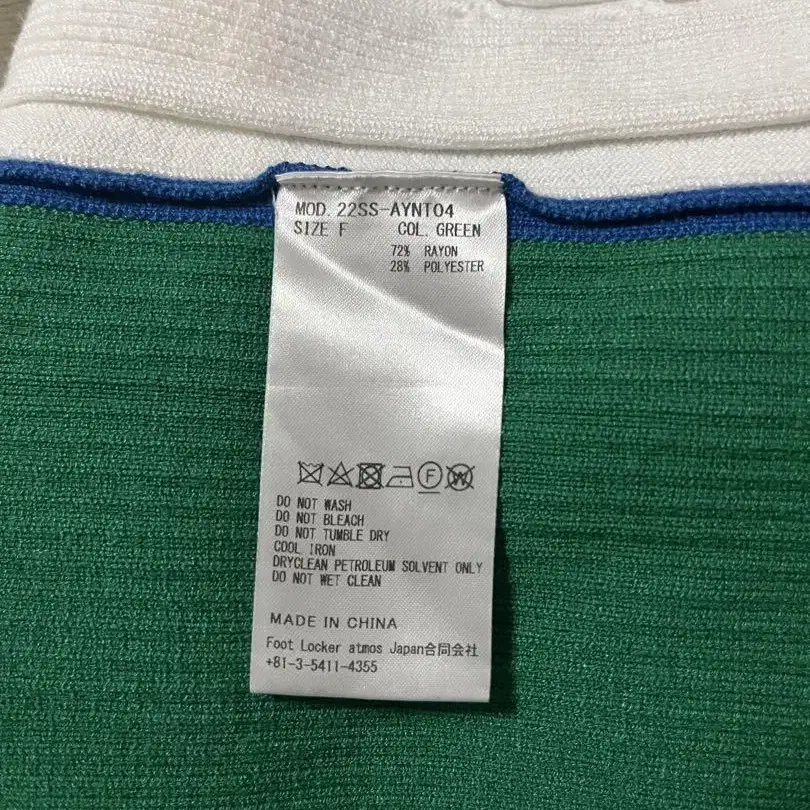 MOD. 22SS-AYNT04
SIZE F COL. GREEN
72% RAYON
28% POLYESTER
F W
DO NOT WASH
DO NOT BLEACH
DO NOT TUMBLE DRY
COOL IRON
DRYCLEAN PETROLEUM SOLVENT ONLY
DO NOT WET CLEAN
MADE IN CHINA
Foot Locker atmos Japan合同会社
+81-3-5411-4355